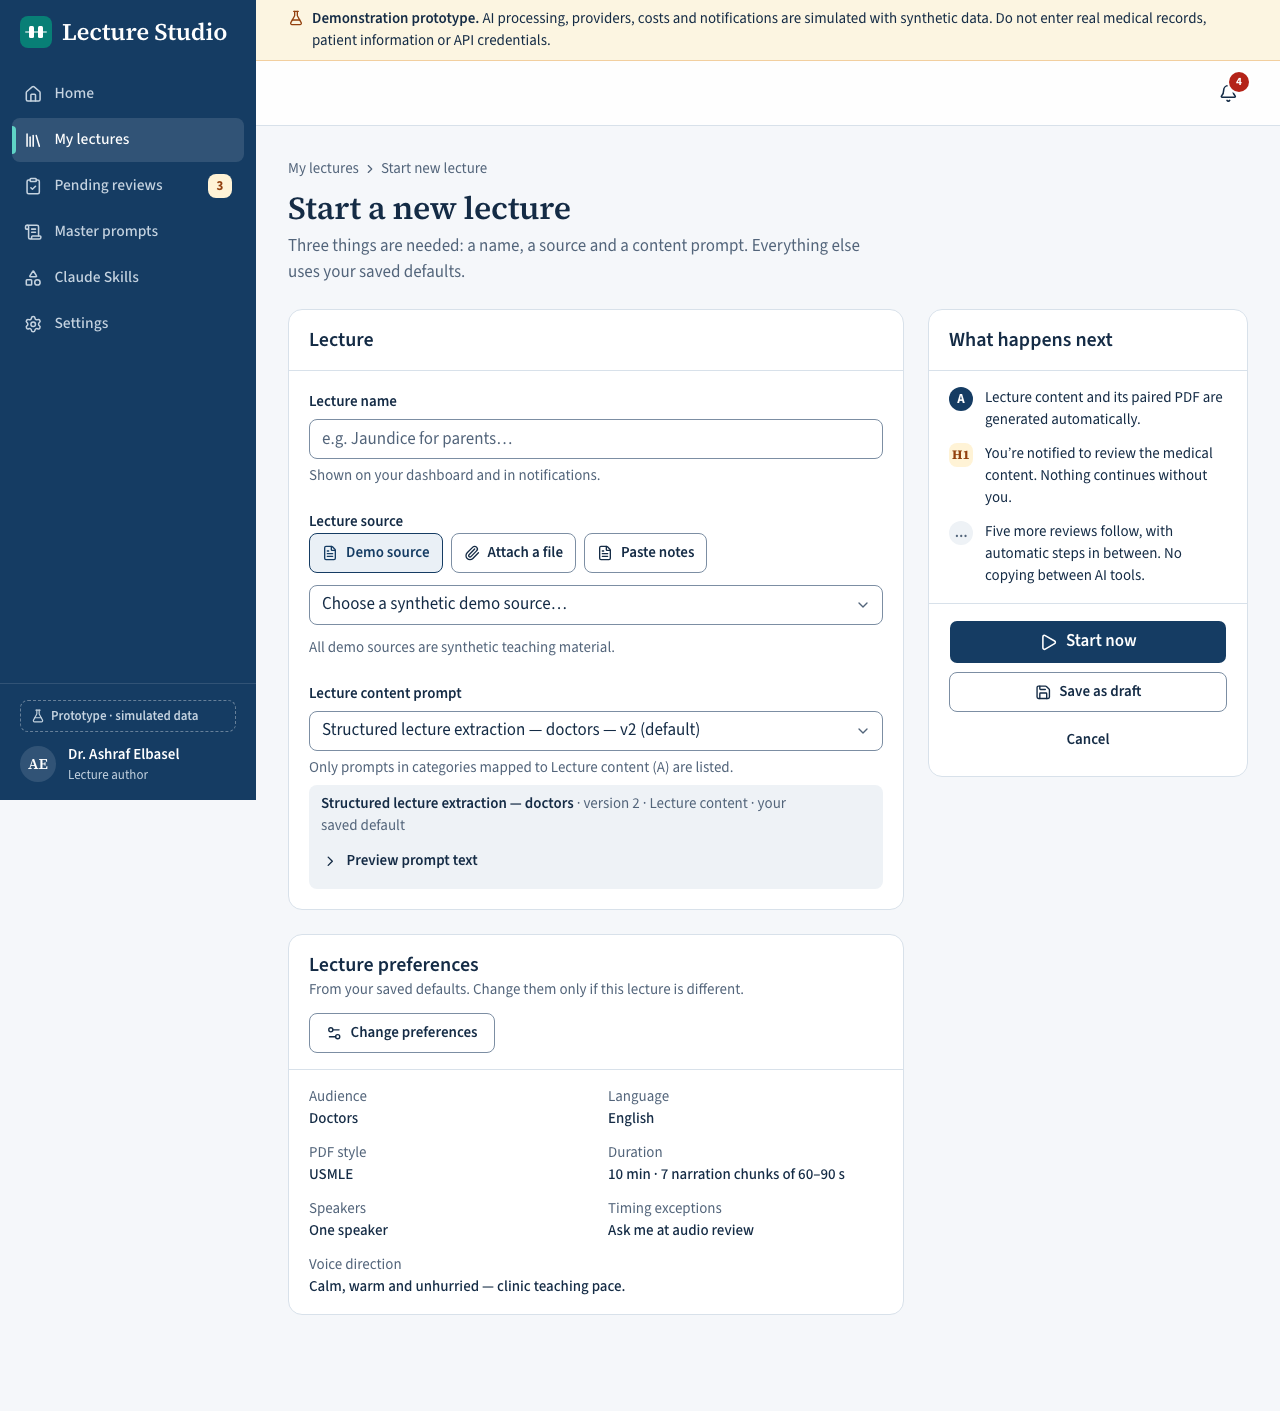 Lecture Studio
Home
My lectures
Pending reviews
3
Master prompts
Claude Skills
Settings
Prototype · simulated data
AE
Dr. Ashraf Elbasel
Lecture author
Demonstration prototype. AI processing, providers, costs and notifications are simulated with synthetic data. Do not enter real medical records,
patient information or API credentials.
4
My lectures > Start new lecture
Start a new lecture
Three things are needed: a name, a source and a content prompt. Everything else
uses your saved defaults.
Lecture
Lecture name
e.g. Jaundice for parents…
Shown on your dashboard and in notifications.
Lecture source
Demo source
Attach a file
Paste notes
Choose a synthetic demo source…
All demo sources are synthetic teaching material.
Lecture content prompt
Structured lecture extraction — doctors — v2 (default)
Only prompts in categories mapped to Lecture content (A) are listed.
Structured lecture extraction — doctors · version 2 · Lecture content · your
saved default
Preview prompt text
What happens next
A
Lecture content and its paired PDF are
generated automatically.
H1
You’re notified to review the medical
content. Nothing continues without
you.
…
Five more reviews follow, with
automatic steps in between. No
copying between AI tools.
Start now
Save as draft
Cancel
Lecture preferences
From your saved defaults. Change them only if this lecture is different.
Change preferences
Audience
Doctors
Language
English
PDF style
USMLE
Duration
10 min · 7 narration chunks of 60–90 s
Speakers
One speaker
Timing exceptions
Ask me at audio review
Voice direction
Calm, warm and unhurried — clinic teaching pace.